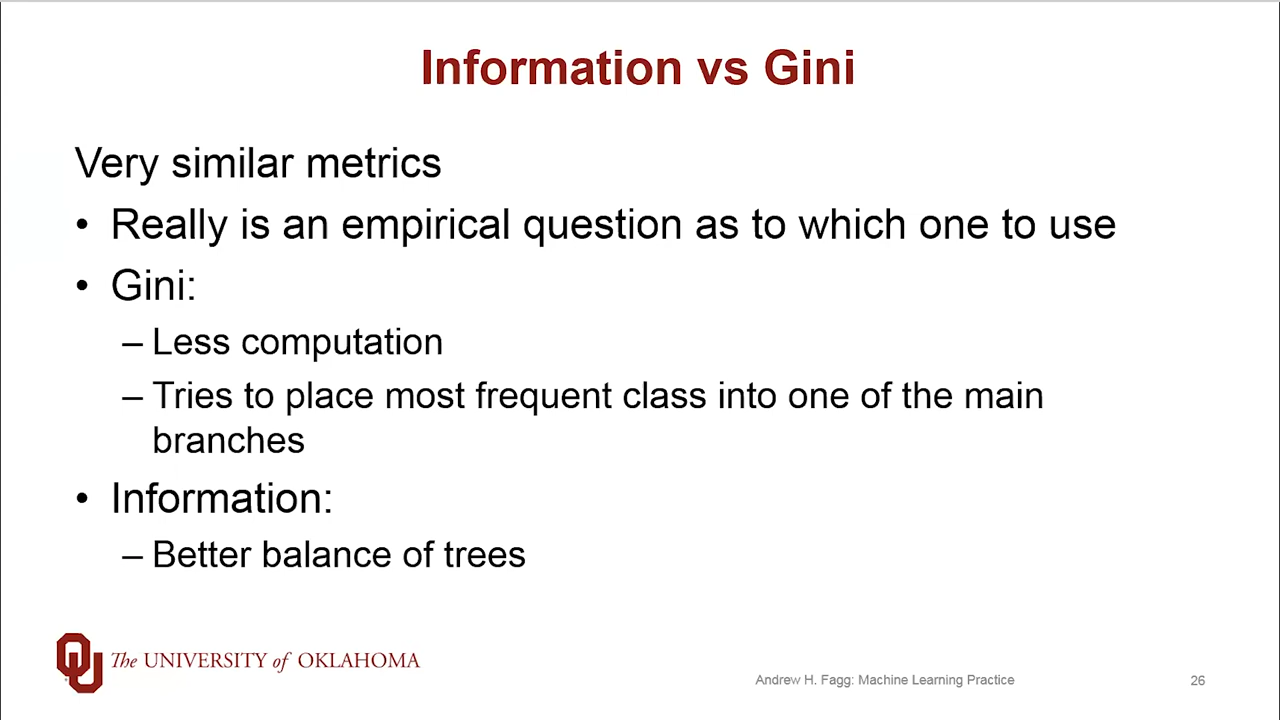 Information vs Gini
Very similar metrics
• Really is an empirical question as to which one to use
• Gini:
– Less computation
– Tries to place most frequent class into one of the main
branches
• Information:
– Better balance of trees
The UNIVERSITY of OKLAHOMA
Andrew H. Fagg: Machine Learning Practice
26